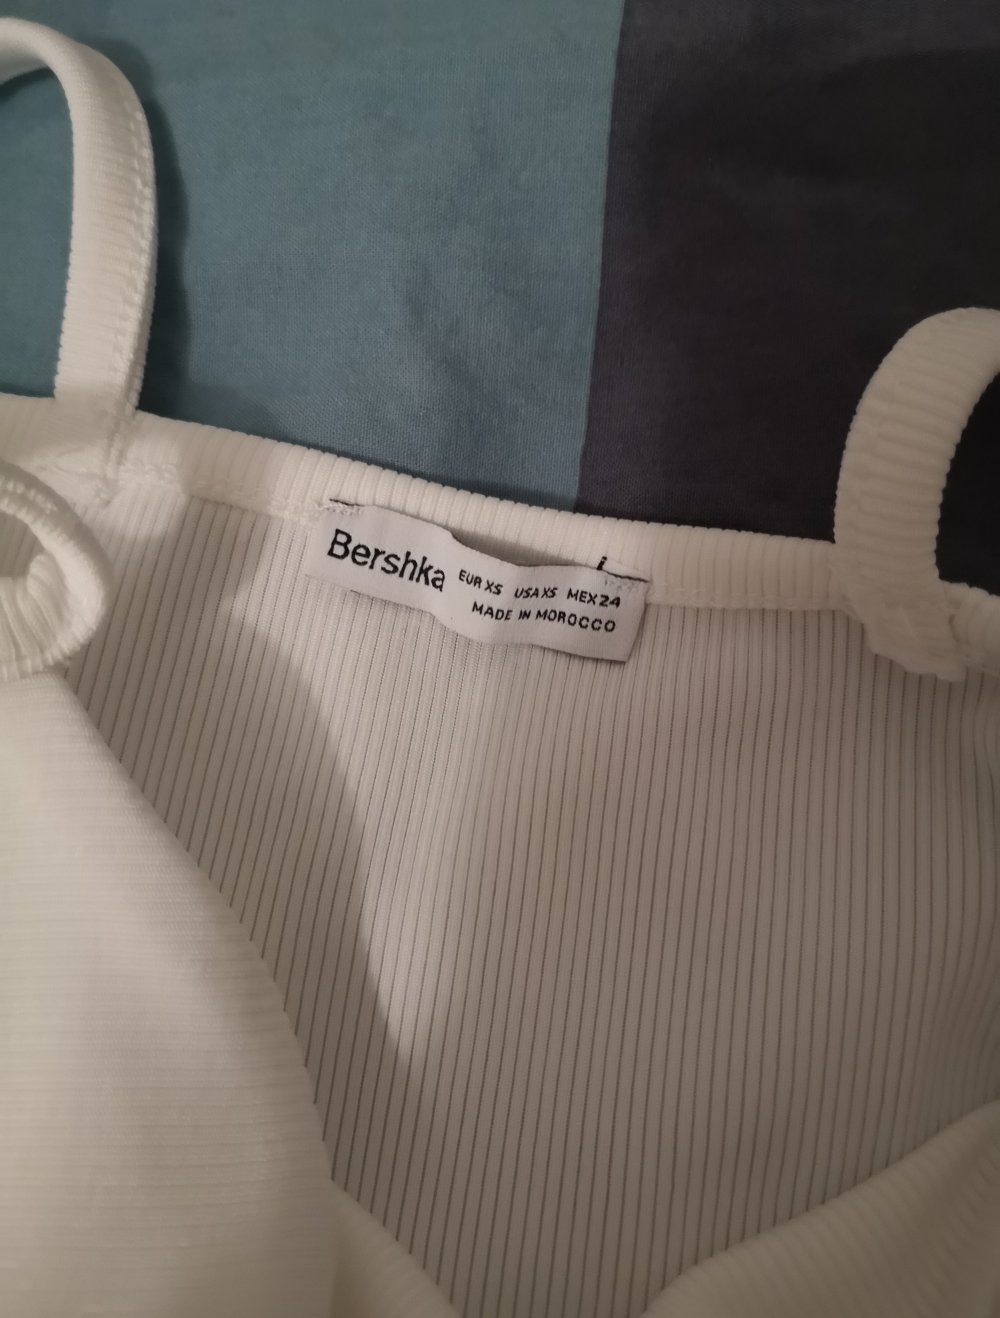 Bershka
EUR XS USA XS MEX 24
MADE IN MOROCCO